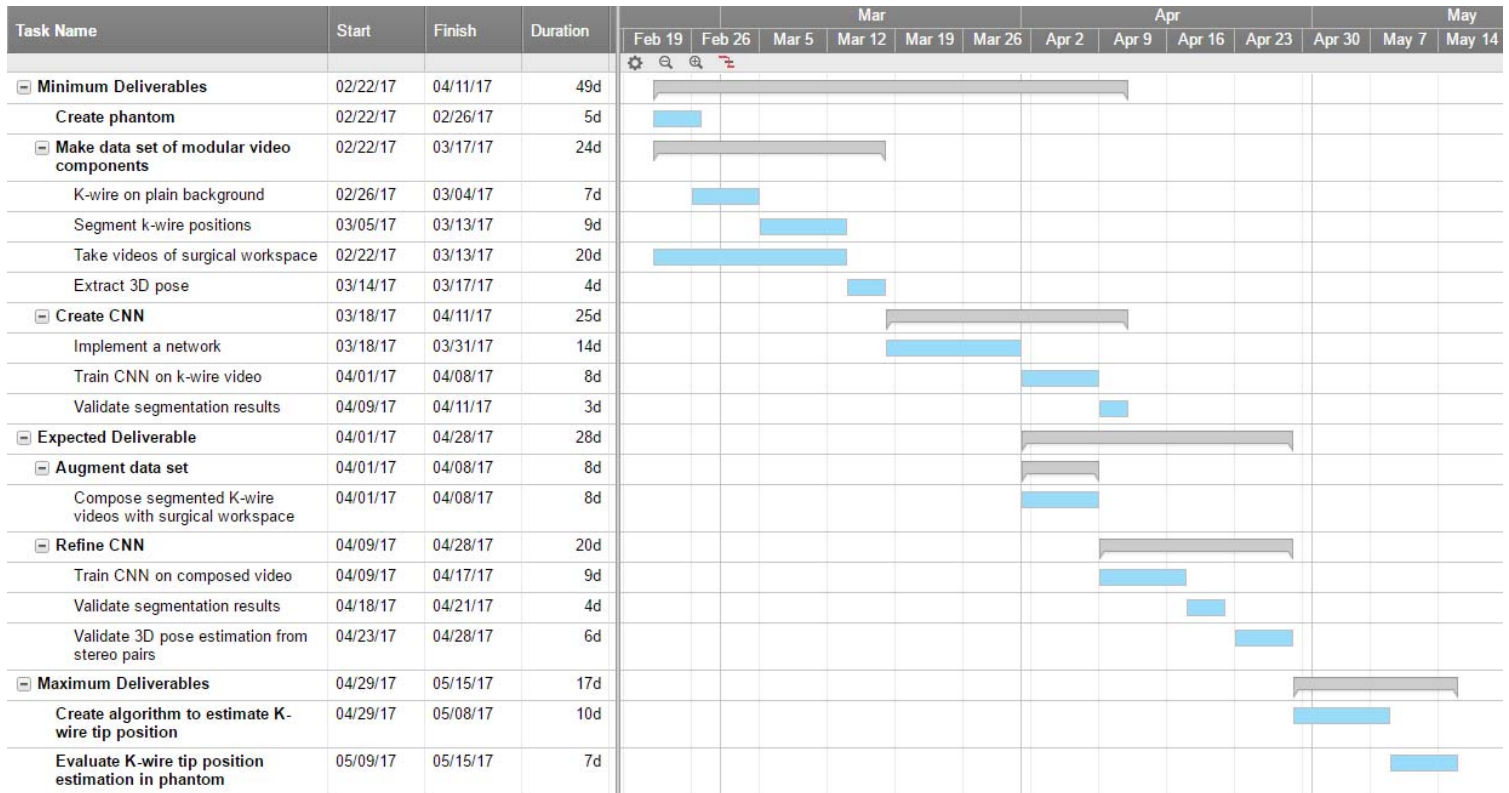 Task Name Start Finish Duration
Mar Apr May
Feb 19 Feb 26 Mar 5 Mar 12 Mar 19 Mar 26 Apr 2 Apr 9 Apr 16 Apr 23 Apr 30 May 7 May 14
Minimum Deliverables 02/22/17 04/11/17 49d
Create phantom 02/22/17 02/26/17 5d
Make data set of modular video 02/22/17 03/17/17 24d
components
K-wire on plain background 02/26/17 03/04/17 7d
Segment k-wire positions 03/05/17 03/13/17 9d
Take videos of surgical workspace 02/22/17 03/13/17 20d
Extract 3D pose 03/14/17 03/17/17 4d
Create CNN 03/18/17 04/11/17 25d
Implement a network 03/18/17 03/31/17 14d
Train CNN on k-wire video 04/01/17 04/08/17 8d
Validate segmentation results 04/09/17 04/11/17 3d
Expected Deliverable 04/01/17 04/28/17 28d
Augment data set 04/01/17 04/08/17 8d
Compose segmented K-wire 04/01/17 04/08/17 8d
videos with surgical workspace
Refine CNN 04/09/17 04/28/17 20d
Train CNN on composed video 04/09/17 04/17/17 9d
Validate segmentation results 04/18/17 04/21/17 4d
Validate 3D pose estimation from 04/23/17 04/28/17 6d
stereo pairs
Maximum Deliverables 04/29/17 05/15/17 17d
Create algorithm to estimate K- 04/29/17 05/08/17 10d
wire tip position
Evaluate K-wire tip position 05/09/17 05/15/17 7d
estimation in phantom